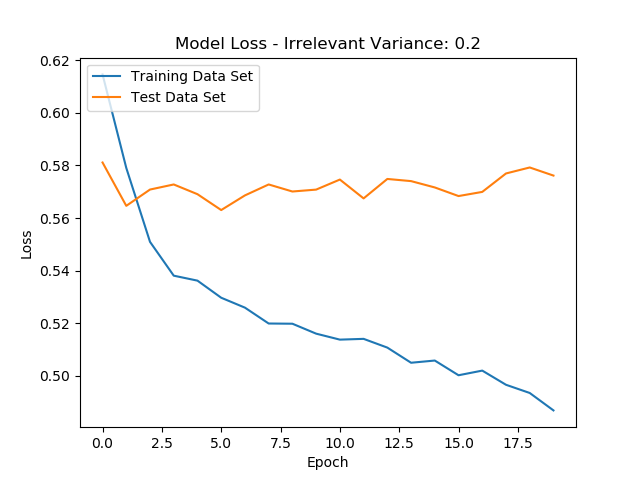 Model Loss - Irrelevant Variance: 0.2
Training Data Set
Test Data Set
Loss
0.62
0.60
0.58
0.56
0.54
0.52
0.50
0.0 2.5 5.0 7.5 10.0 12.5 15.0 17.5
Epoch